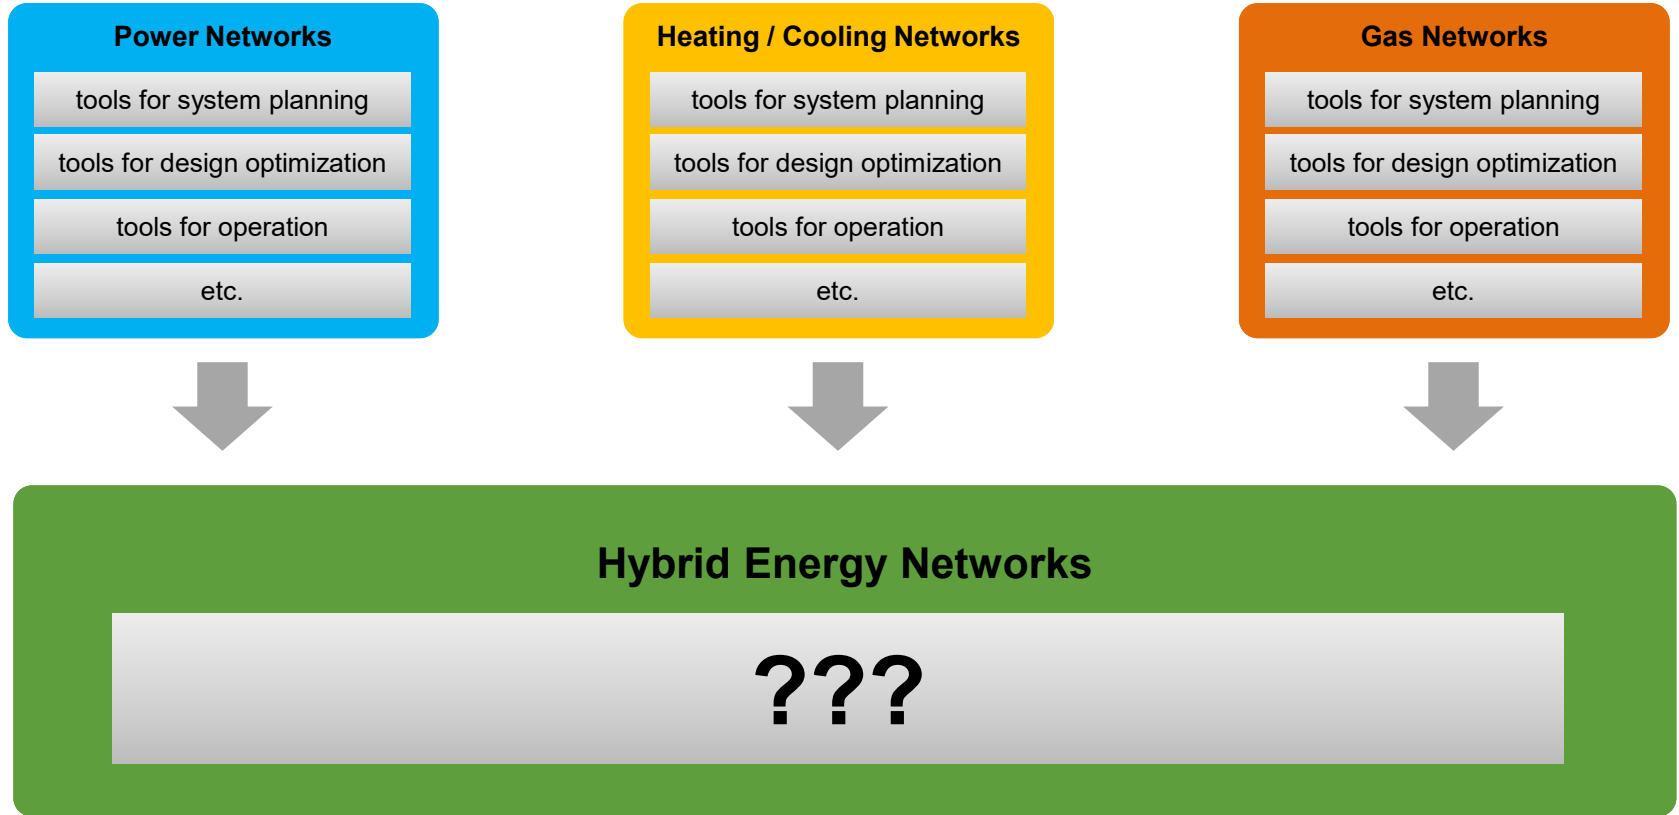 Power Networks
tools for system planning
tools for design optimization
tools for operation
etc.
Heating / Cooling Networks
tools for system planning
tools for design optimization
tools for operation
etc.
Gas Networks
tools for system planning
tools for design optimization
tools for operation
etc.
Hybrid Energy Networks
???